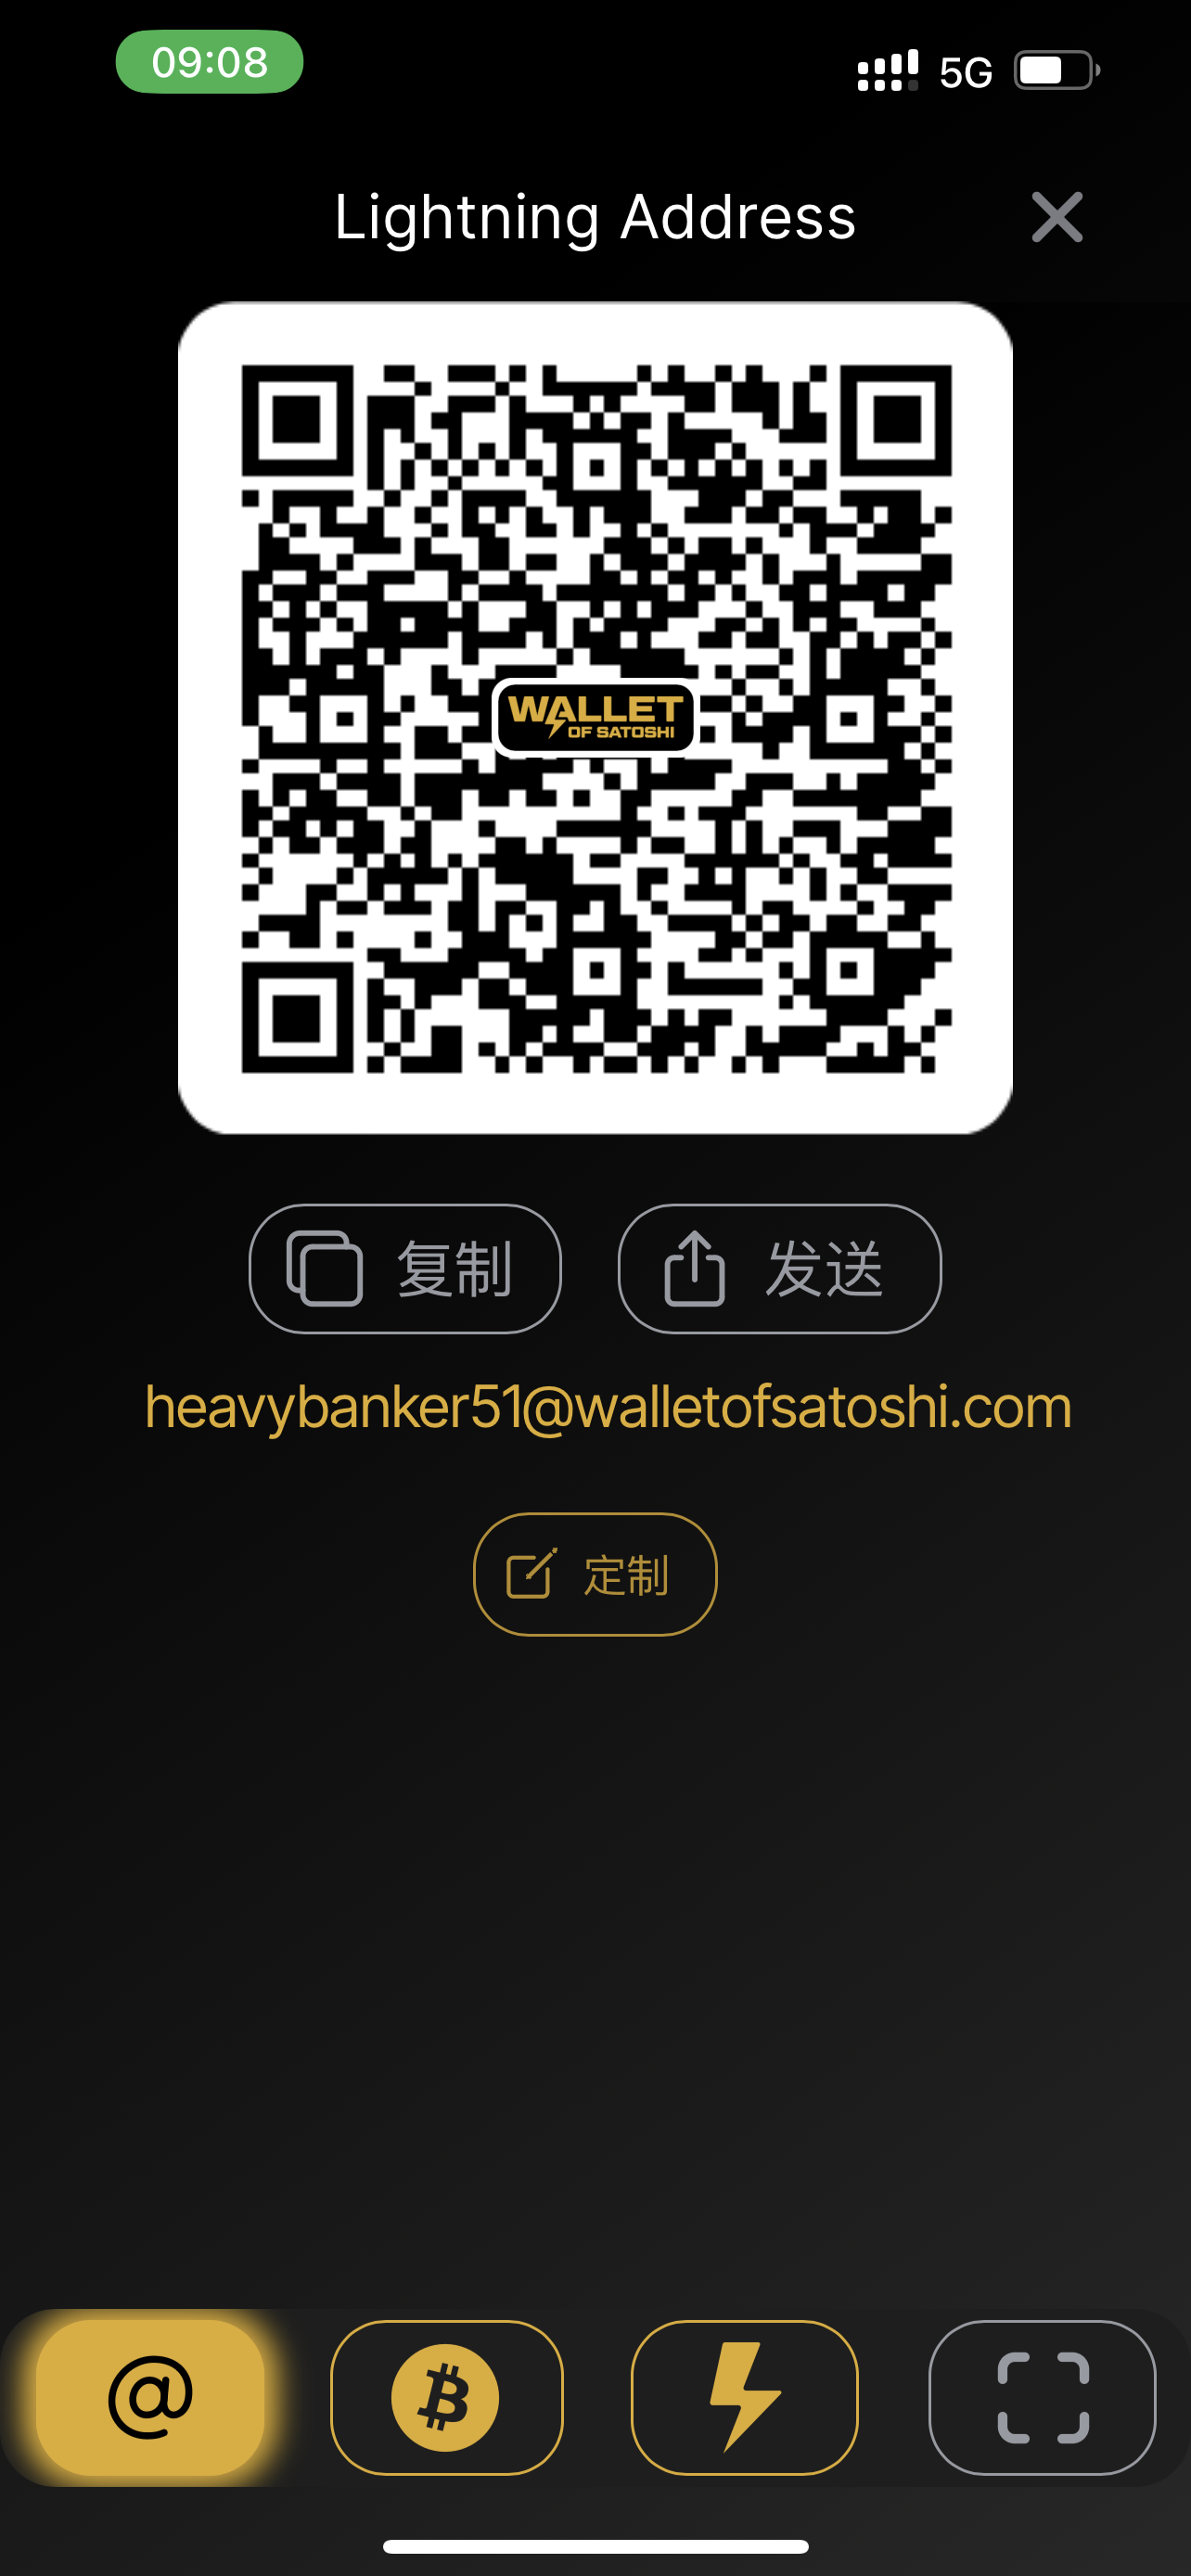 09:08
5G
Lightning Address
WALLET
OF SATOSHI
复制
发送
heavybanker51@walletofsatoshi.com
定制
@